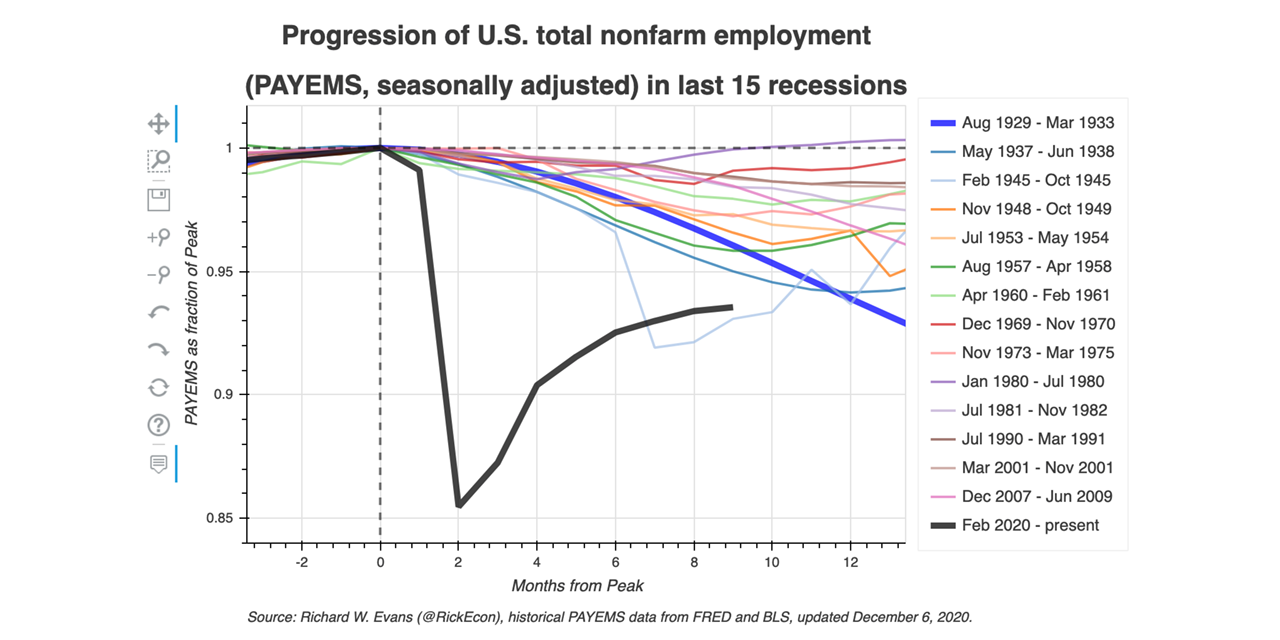 Progression of U.S. total nonfarm employment
(PAYEMS, seasonally adjusted) in last 15 recessions
PAYEMS as fraction of Peak
1
0.95
0.9
0.85
-2 0 2 4 6 8 10 12
Months from Peak
Aug 1929 - Mar 1933
May 1937 - Jun 1938
Feb 1945 - Oct 1945
Nov 1948 - Oct 1949
Jul 1953 - May 1954
Aug 1957 - Apr 1958
Apr 1960 - Feb 1961
Dec 1969 - Nov 1970
Nov 1973 - Mar 1975
Jan 1980 - Jul 1980
Jul 1981 - Nov 1982
Jul 1990 - Mar 1991
Mar 2001 - Nov 2001
Dec 2007 - Jun 2009
Feb 2020 - present
Source: Richard W. Evans (@RickEcon), historical PAYEMS data from FRED and BLS, updated December 6, 2020.